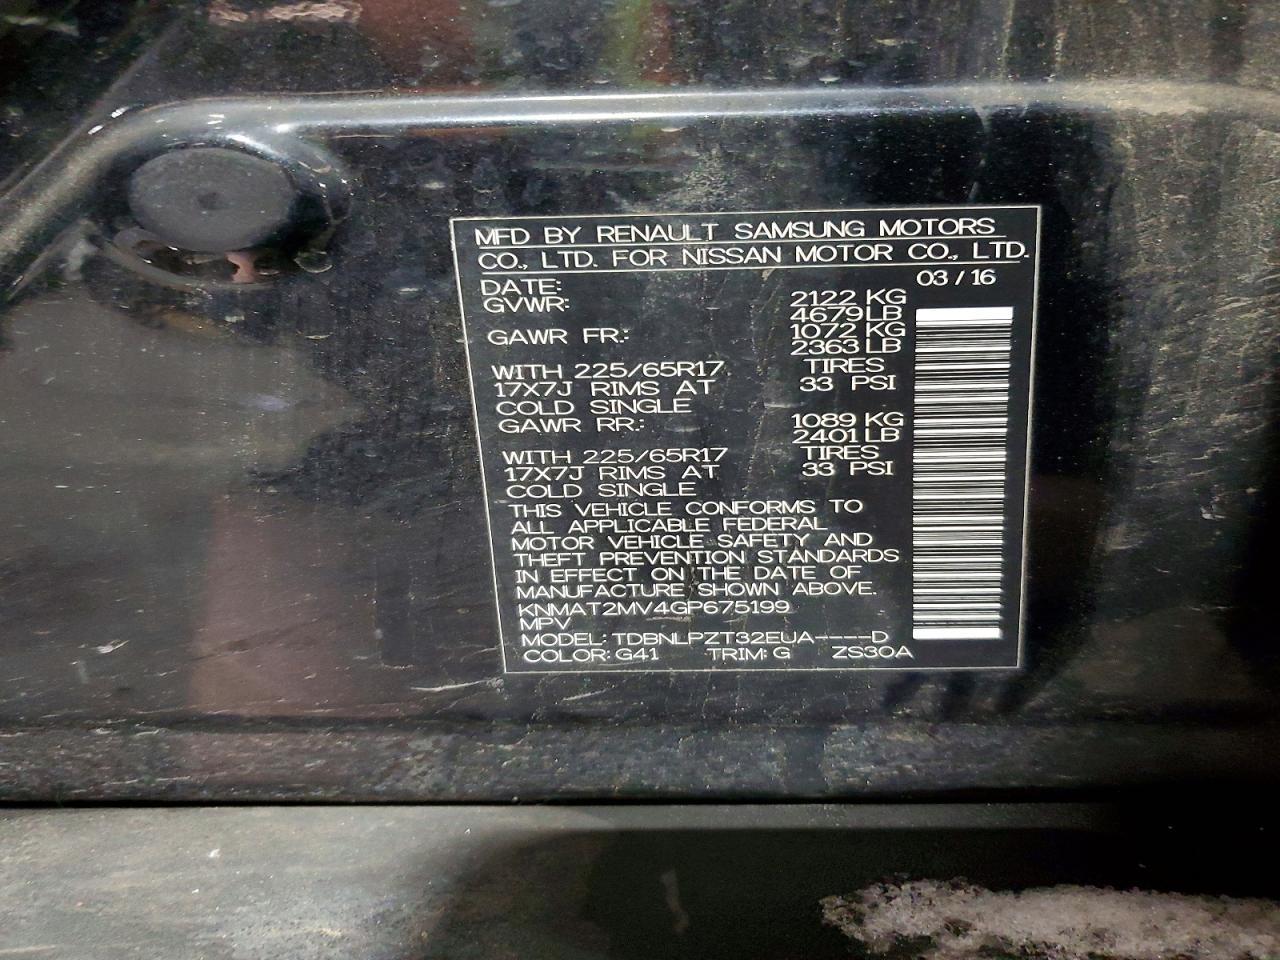 MFD BY RENAULT SAMSUNG MOTORS
CO., LTD. FOR NISSAN MOTOR CO., LTD.
DATE: 03 / 16
GVWR: 2122 KG
4679 LB
GAWR FR.: 1072 KG
2363 LB
WITH 225/65R17 TIRES
17X7J RIMS AT 33 PSI
COLD SINGLE
GAWR RR.: 1089 KG
2401 LB
WITH 225/65R17 TIRES
17X7J RIMS AT 33 PSI
COLD SINGLE
THIS VEHICLE CONFORMS TO
ALL APPLICABLE FEDERAL
MOTOR VEHICLE SAFETY AND
THEFT PREVENTION STANDARDS
IN EFFECT ON THE DATE OF
MANUFACTURE SHOWN ABOVE.
KNMAT2MV4GP675199
MPV
MODEL: TDBNLPZT32EUA----D
COLOR: G41 TRIM: G ZS30A